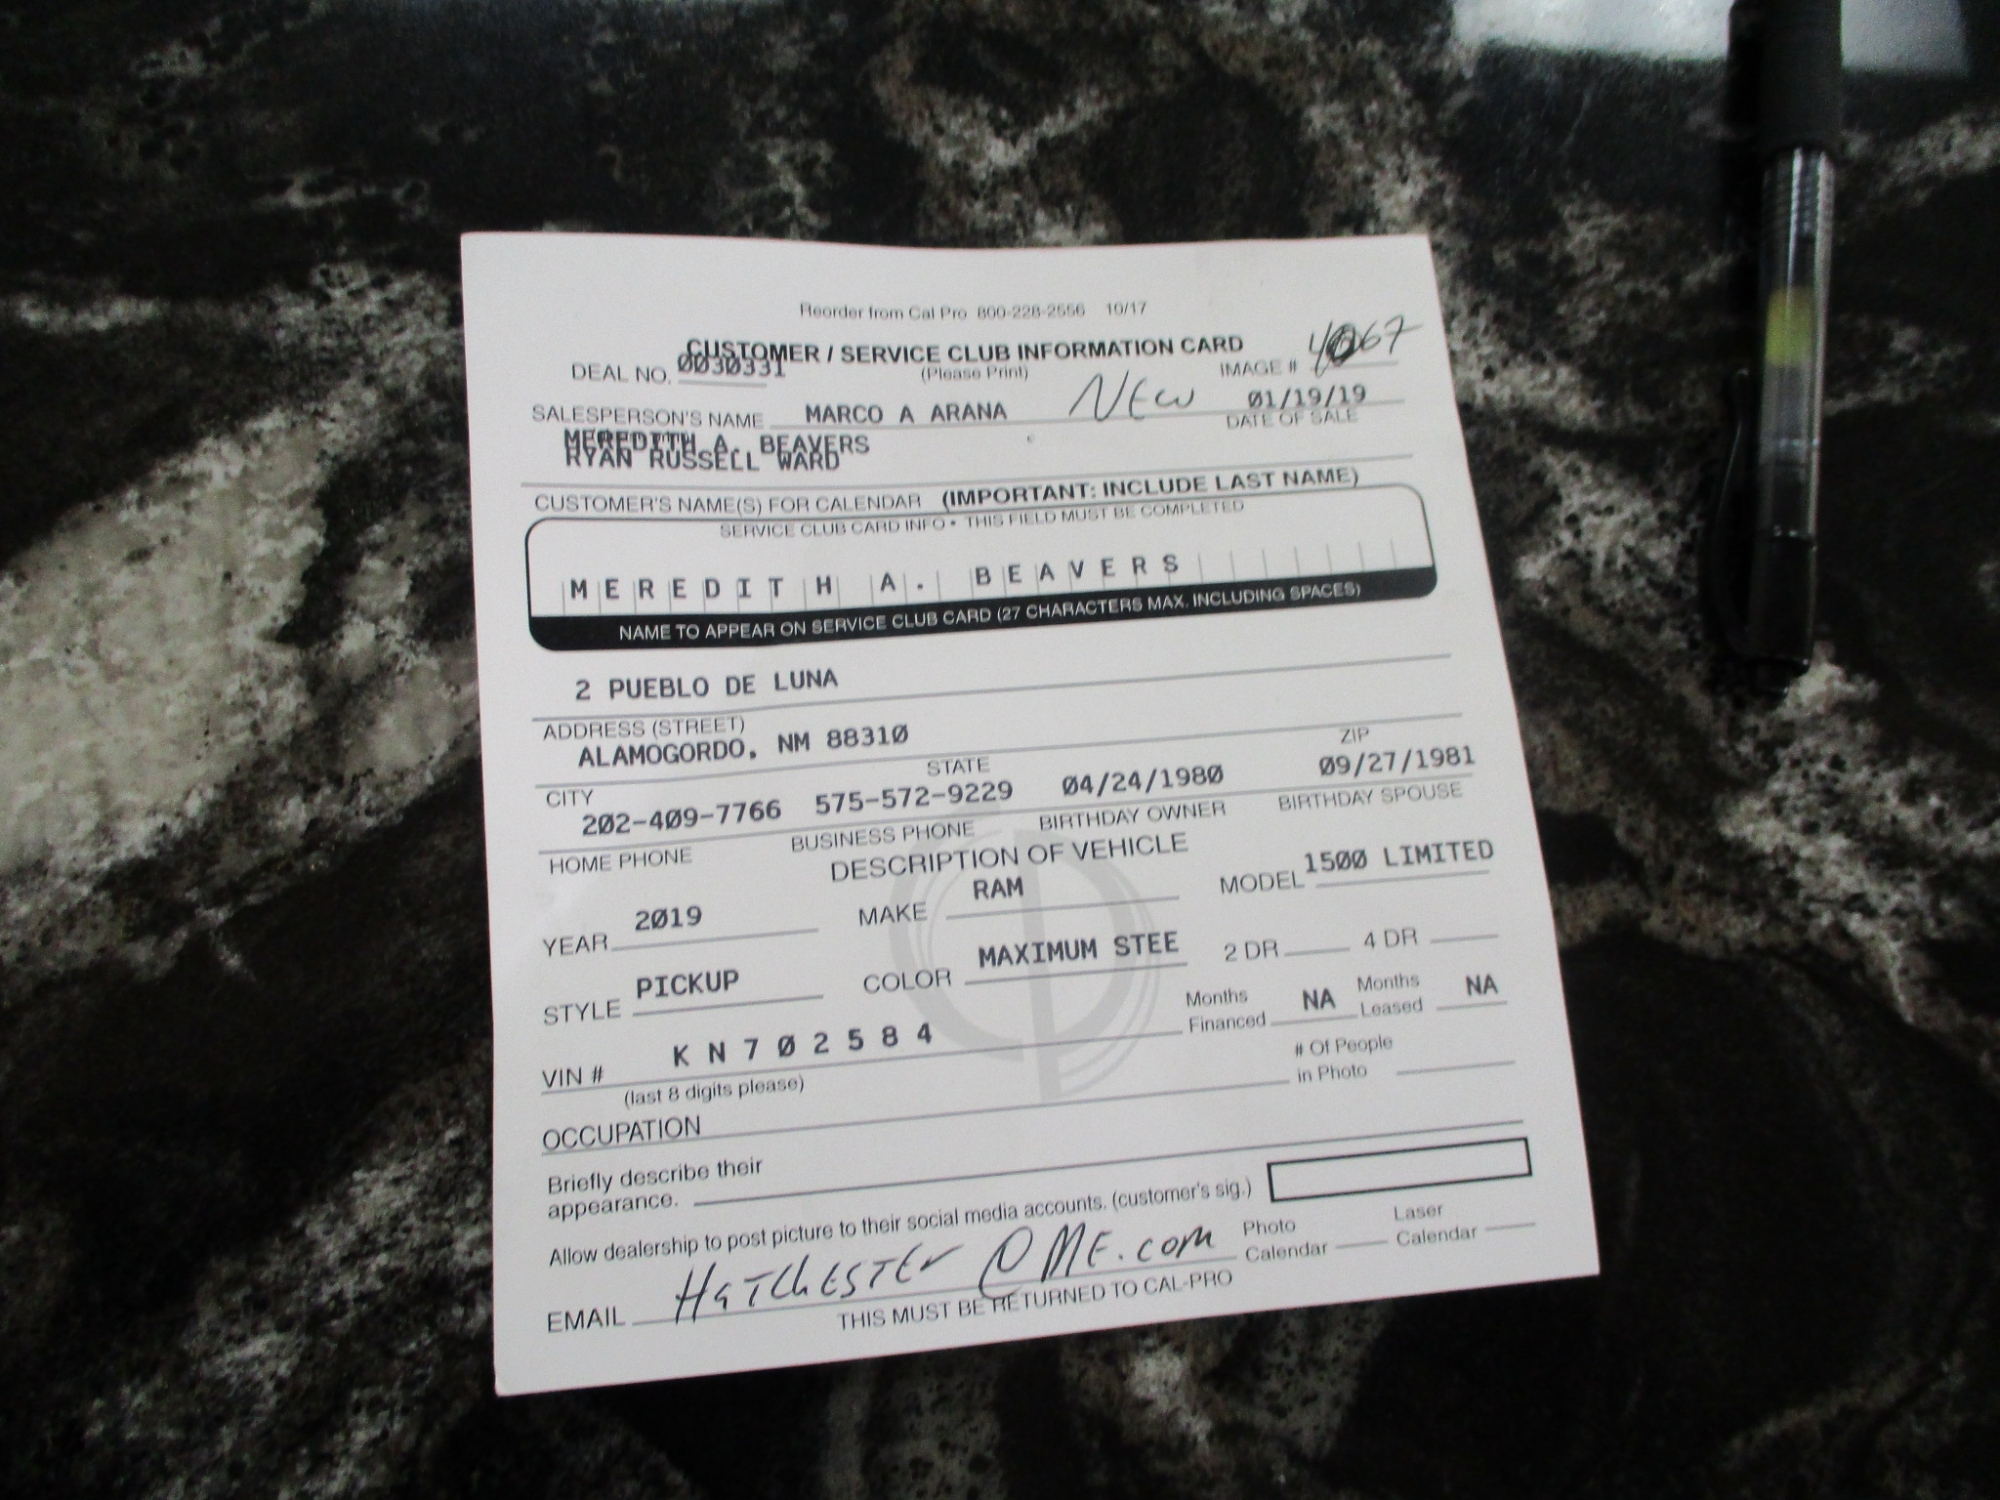 Reorder from Cal Pro 800-228-2556 10/17
CUSTOMER / SERVICE CLUB INFORMATION CARD
DEAL NO. 0030331 (Please Print) IMAGE # 4067
SALESPERSON'S NAME MARCO A ARANA NEW 01/19/19
DATE OF SALE
MEREDITH A. BEAVERS
RYAN RUSSELL WARD
CUSTOMER'S NAME(S) FOR CALENDAR (IMPORTANT: INCLUDE LAST NAME)
SERVICE CLUB CARD INFO • THIS FIELD MUST BE COMPLETED
MEREDITH A. BEAVERS
NAME TO APPEAR ON SERVICE CLUB CARD (27 CHARACTERS MAX. INCLUDING SPACES)
2 PUEBLO DE LUNA
ADDRESS (STREET)
ALAMOGORDO, NM 88310
CITY STATE ZIP
202-409-7766 575-572-9229 04/24/1980 09/27/1981
HOME PHONE BUSINESS PHONE BIRTHDAY OWNER BIRTHDAY SPOUSE
DESCRIPTION OF VEHICLE
YEAR 2019 MAKE RAM MODEL 1500 LIMITED
STYLE PICKUP COLOR MAXIMUM STEE 2 DR 4 DR
VIN # KN702584 Months Financed NA Months Leased NA
(last 8 digits please)
# Of People in Photo
OCCUPATION
Briefly describe their
appearance.
Allow dealership to post picture to their social media accounts. (customer's sig.)
Photo Calendar Laser Calendar
EMAIL HaTChESTEr @ME.com
THIS MUST BE RETURNED TO CAL-PRO